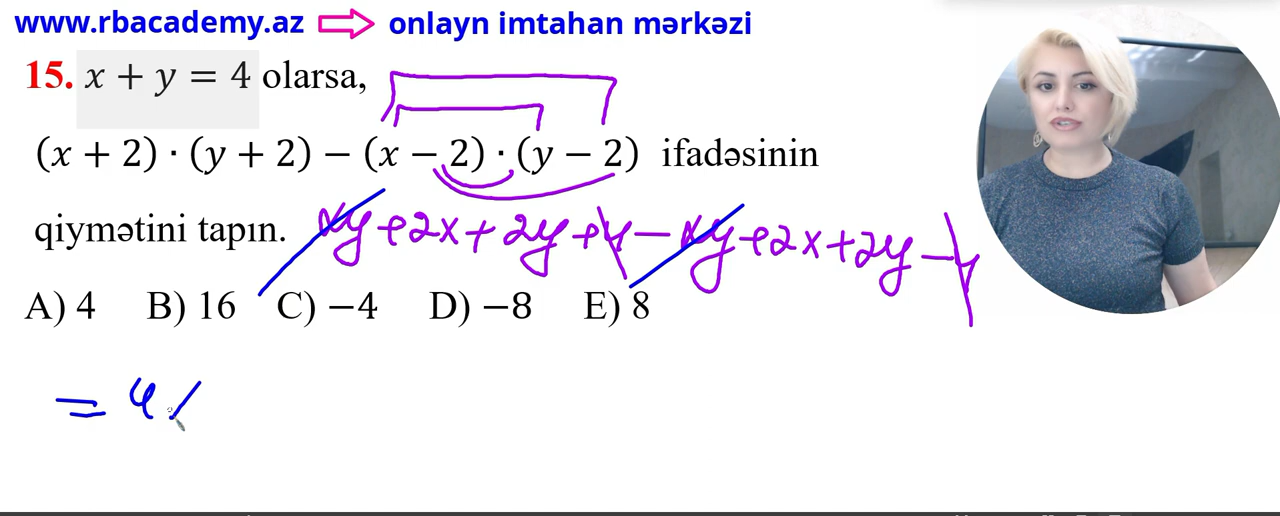 www.rbacademy.az onlayn imtahan mərkəzi
15. x + y = 4 olarsa,
(x + 2) · (y + 2) − (x − 2) · (y − 2) ifadəsinin
qiymətini tapın. xy+2x+2y+4−xy+2x+2y−4
A) 4 B) 16 C) −4 D) −8 E) 8
= 4